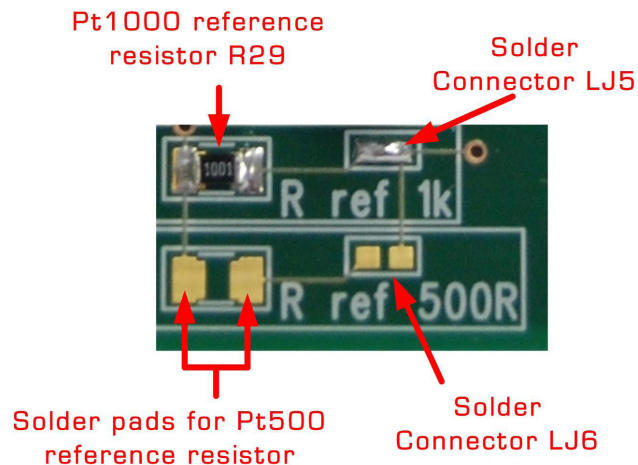 Pt1000 reference
resistor R29
Solder
Connector LJ5
1001
R ref 1k
R ref 500R
Solder pads for Pt500
reference resistor
Solder
Connector LJ6